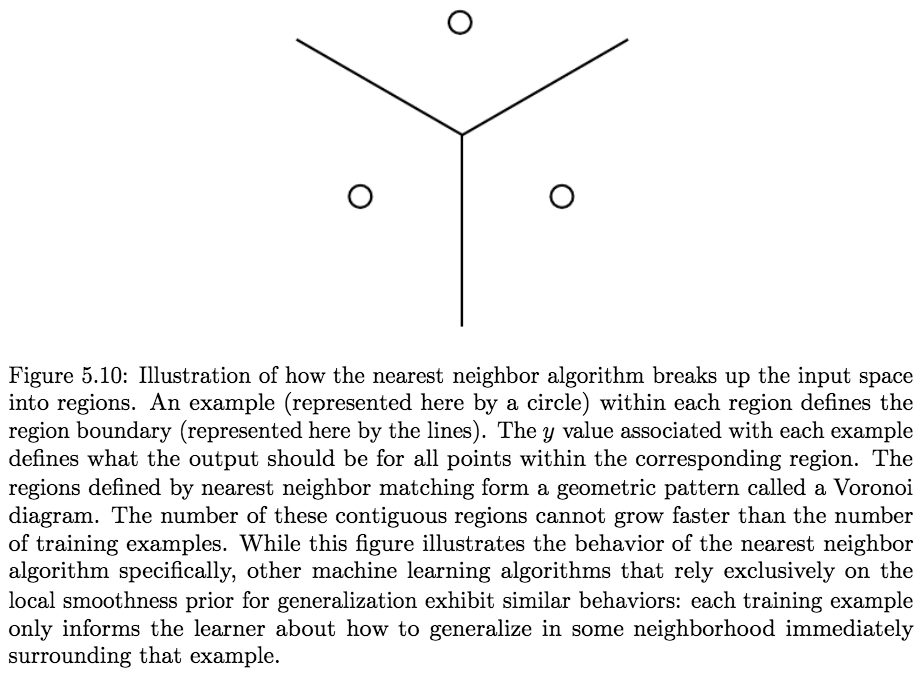 Figure 5.10: Illustration of how the nearest neighbor algorithm breaks up the input space
into regions. An example (represented here by a circle) within each region defines the
region boundary (represented here by the lines). The y value associated with each example
defines what the output should be for all points within the corresponding region. The
regions defined by nearest neighbor matching form a geometric pattern called a Voronoi
diagram. The number of these contiguous regions cannot grow faster than the number
of training examples. While this figure illustrates the behavior of the nearest neighbor
algorithm specifically, other machine learning algorithms that rely exclusively on the
local smoothness prior for generalization exhibit similar behaviors: each training example
only informs the learner about how to generalize in some neighborhood immediately
surrounding that example.